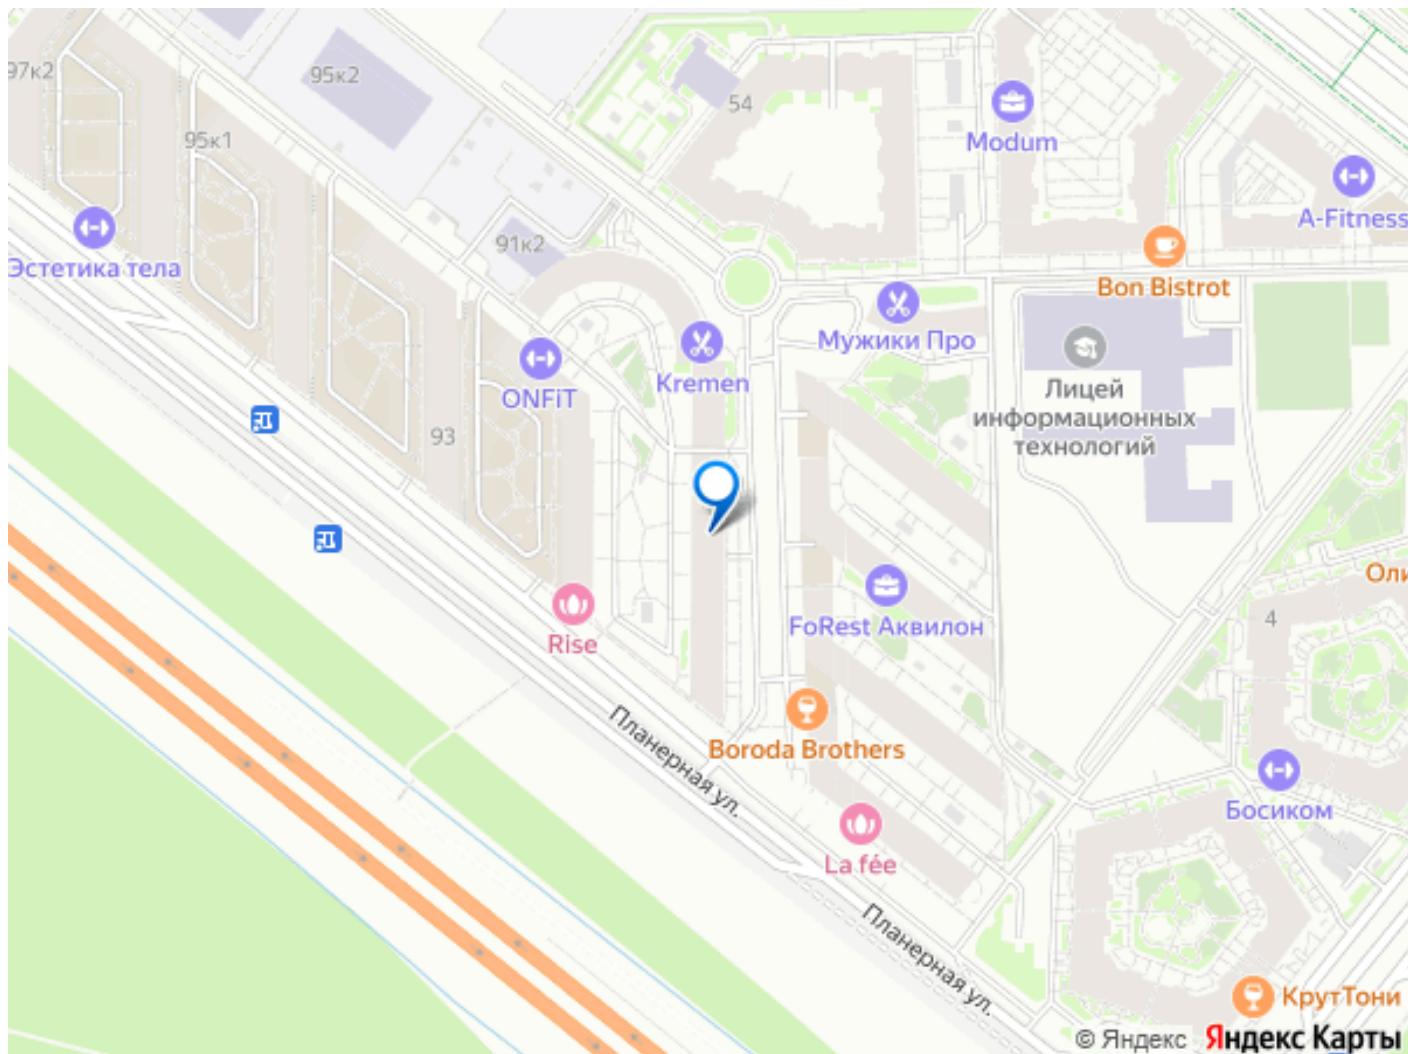 97к2
95к2
54
Modum
95к1
A-Fitness
Эстетика тела
91к2
Bon Bistrot
Мужики Про
Kremen
ONFiT
Лицей
информационных
технологий
93
FoRest Аквилон
Оли
4
Rise
Планерная ул.
Boroda Brothers
Босиком
La fée
Планерная ул.
КрутТони
© Яндекс Яндекс Карты